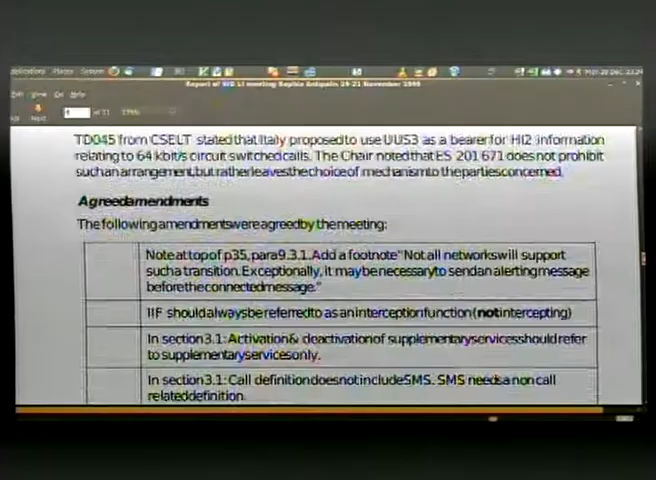 Places System
Report of WG LI meeting Sophia Antipolis 19-21 November 1999
Next of 11
TD045 from CSELT stated that Italy proposed to use UUS3 as a bearer for HI2 information
relating to 64 kbit/s circuit switched calls. The Chair noted that ES 201 671 does not prohibit
such an arrangement, but rather leaves the choice of mechanism to the parties concerned.
Agreed amendments
The following amendments were agreed by the meeting:
Note at top of p35, para 9.3.1. Add a footnote "Not all networks will support
such a transition. Exceptionally, it may be necessary to send an alerting message
before the connected message."
IIF should always be referred to as an interception function (not intercepting)
In section 3.1: Activation & deactivation of supplementary services should refer
to supplementary services only.
In section 3.1: Call definition does not include SMS. SMS needs a non call
related definition.